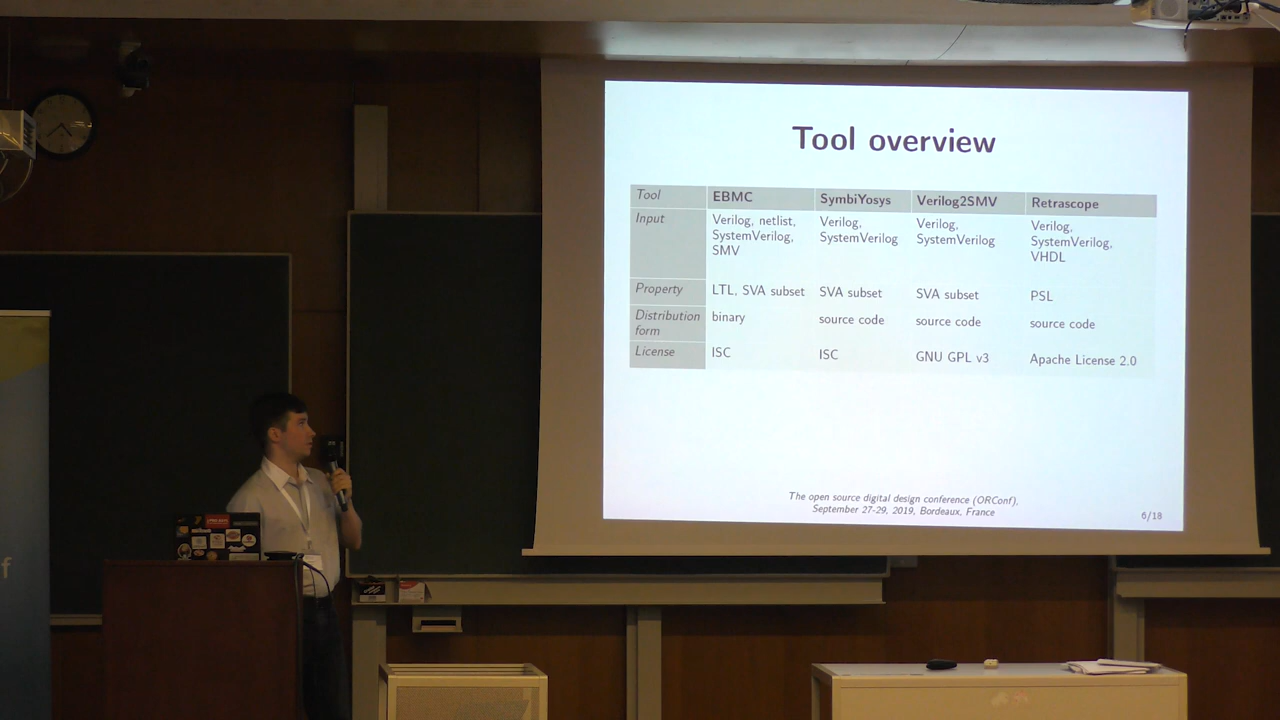 Tool overview
Tool EBMC SymbiYosys Verilog2SMV Retrascope
Input Verilog, netlist, SystemVerilog, SMV Verilog, SystemVerilog Verilog, SystemVerilog Verilog, SystemVerilog, VHDL
Property LTL, SVA subset SVA subset SVA subset PSL
Distribution form binary source code source code source code
License ISC ISC GNU GPL v3 Apache License 2.0
The open source digital design conference (ORConf),
September 27-29, 2019, Bordeaux, France
6/18
f